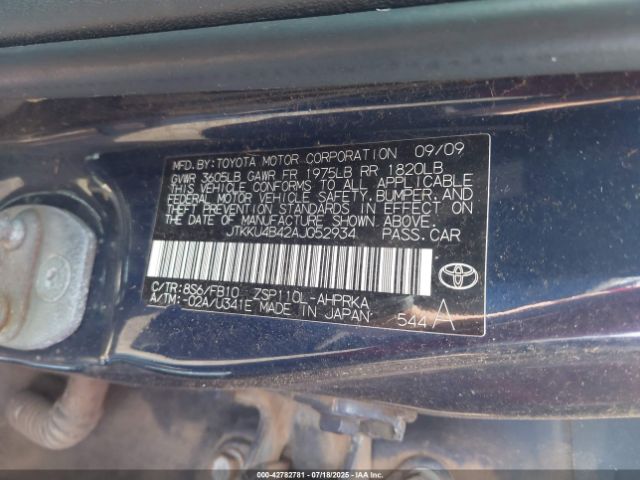 MFD. BY: TOYOTA MOTOR CORPORATION 09/09
GVWR 3605LB GAWR FR 1975LB RR 1820LB
THIS VEHICLE CONFORMS TO ALL APPLICABLE
FEDERAL MOTOR VEHICLE SAFETY, BUMPER, AND
THEFT PREVENTION STANDARDS IN EFFECT ON
THE DATE OF MANUFACTURE SHOWN ABOVE.
JTKKU4B42AJ052934 PASS. CAR
C/TR: 8S6/FB10 ZSP110L-AHPRKA
A/TM: -02A/U341E MADE IN JAPAN 544 A
TOYOTA
000-42782781 | 07/18/2025 - iaai.com